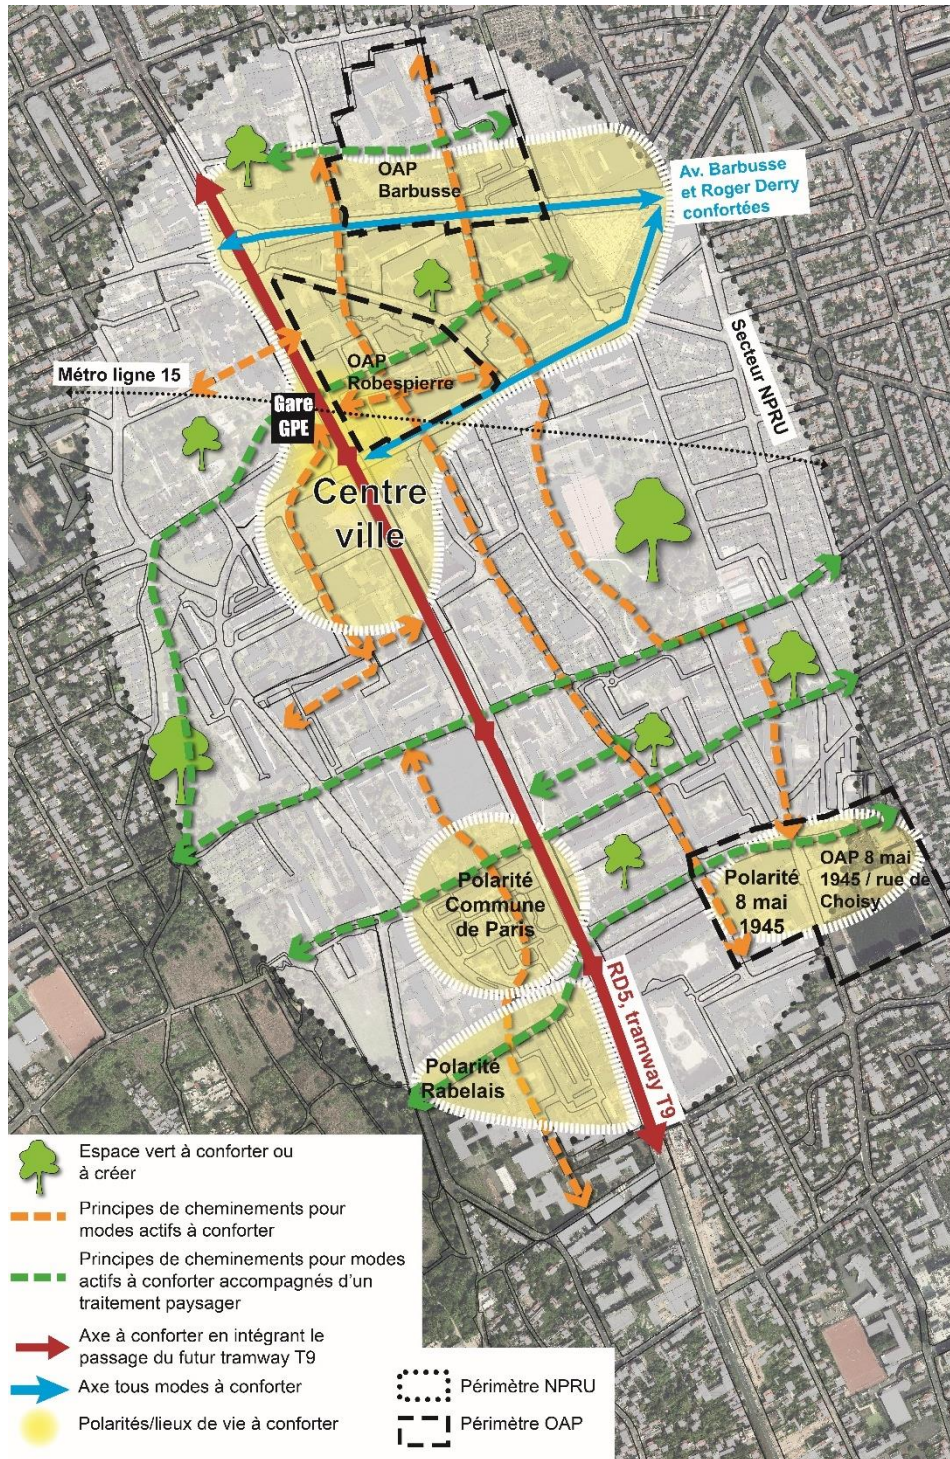 OAP
Barbusse
Av. Barbusse
et Roger Derry
confortées
Secteur NPRU
Métro ligne 15
OAP
Robespierre
Gare
GPE
Centre
ville
Polarité
Commune
de Paris
Polarité
8 mai
1945
OAP 8 mai
1945 / rue de
Choisy
RD5, tramway T9
Polarité
Rabelais
Espace vert à conforter ou
à créer
Principes de cheminements pour
modes actifs à conforter
Principes de cheminements pour modes
actifs à conforter accompagnés d'un
traitement paysager
Axe à conforter en intégrant le
passage du futur tramway T9
Axe tous modes à conforter
Polarités/lieux de vie à conforter
Périmètre NPRU
Périmètre OAP